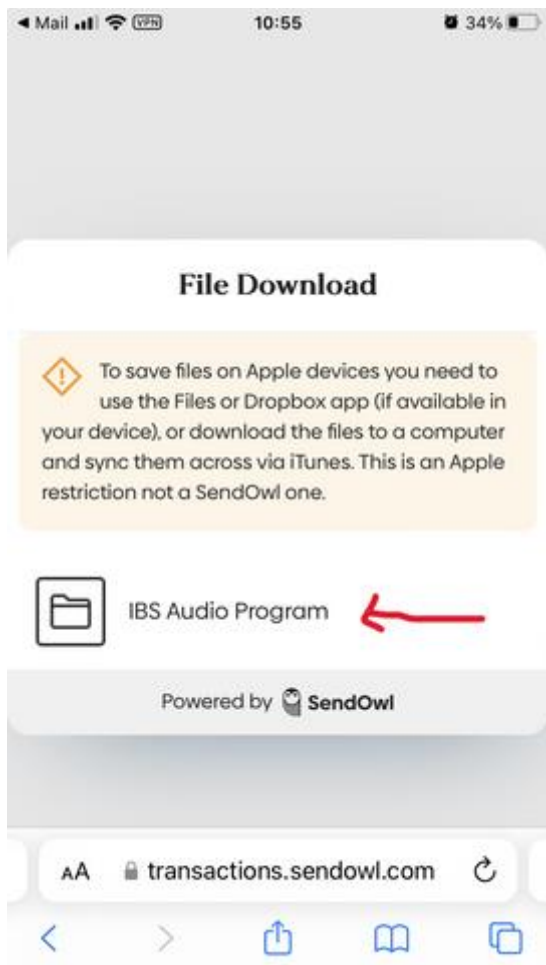 ◀ Mail VPN 10:55 34%
File Download
To save files on Apple devices you need to
use the Files or Dropbox app (if available in
your device), or download the files to a computer
and sync them across via iTunes. This is an Apple
restriction not a SendOwl one.
IBS Audio Program
Powered by SendOwl
AA transactions.sendowl.com